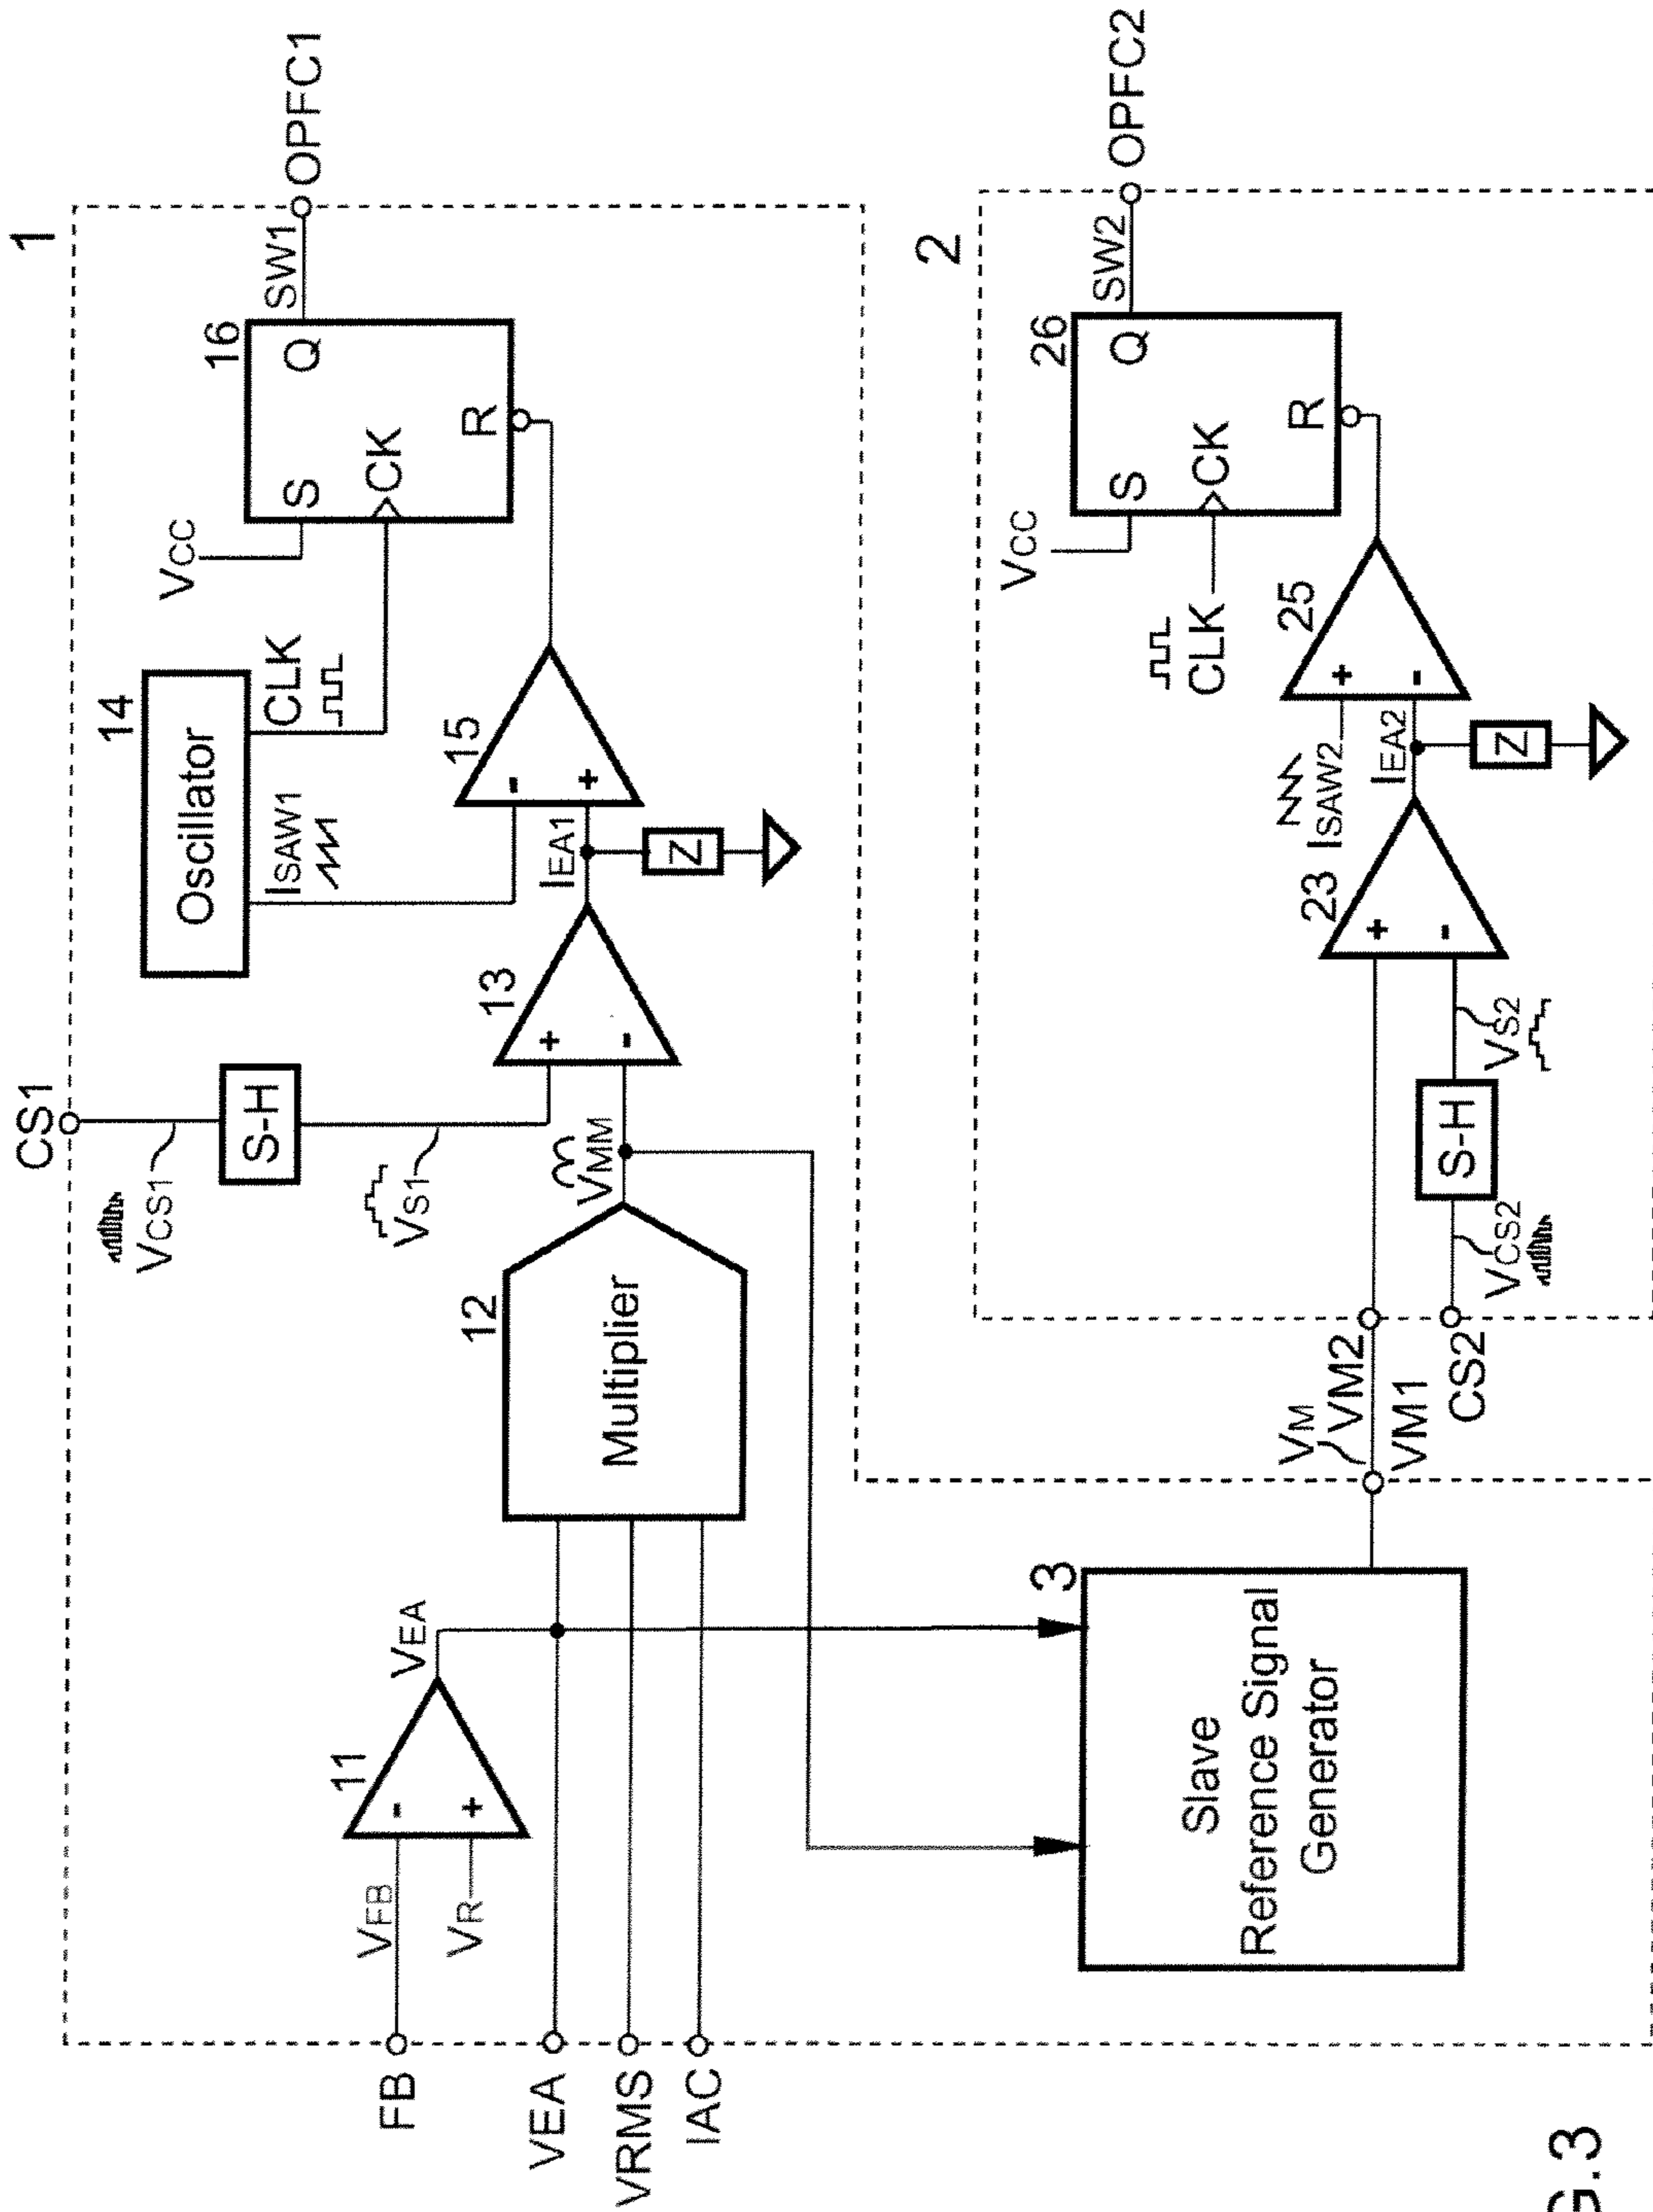 1
CS1
VCS1
S-H
VS1
14
Oscillator
ISAW1
CLK
VCC
16
S
Q
CK
R
SW1
OPFC1
FB
VFB
VR
11
-
+
VEA
VEA
VRMS
IAC
12
Multiplier
VMM
13
+
-
IEA1
Z
15
-
+
3
Slave
Reference Signal
Generator
VM
VM1
VM2
2
CS2
VCS2
S-H
VS2
23
+
-
IEA2
Z
ISAW2
25
+
-
VCC
CLK
26
S
Q
CK
R
SW2
OPFC2
G.3